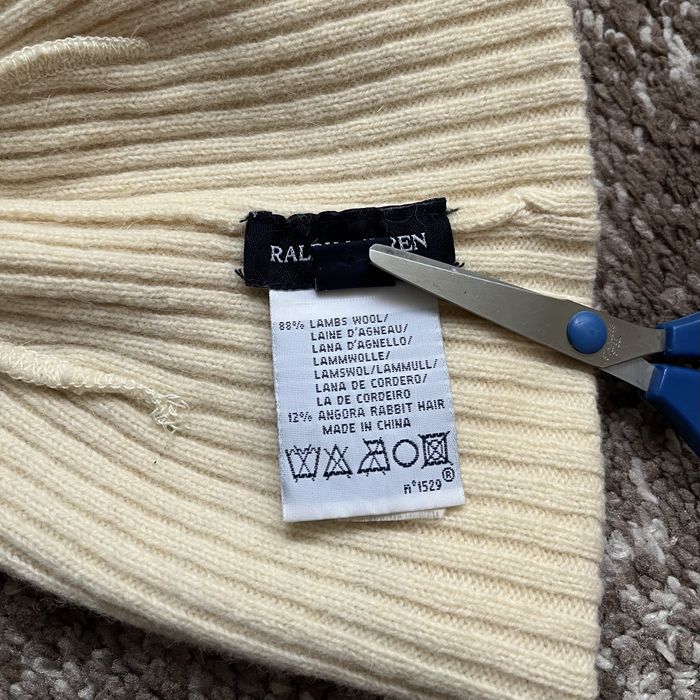 88% LAMBS WOOL/
LAINE D'AGNEAU/
LANA D'AGNELLO/
LAMMWOLLE/
LAMSWOL/LAMMULL/
LANA DE CORDERO/
LA DE CORDEIRO
12% ANGORA RABBIT HAIR
MADE IN CHINA
n°1529 ®